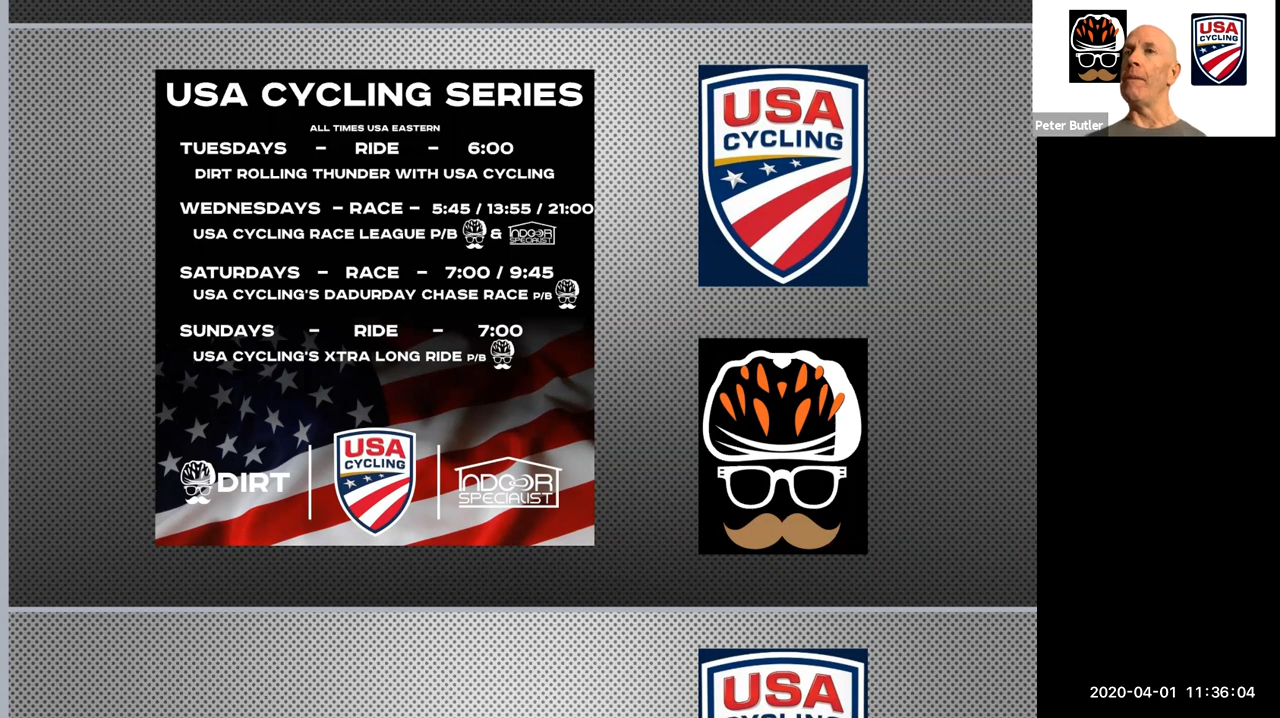 USA CYCLING SERIES
ALL TIMES USA EASTERN
TUESDAYS - RIDE - 6:00
DIRT ROLLING THUNDER WITH USA CYCLING
WEDNESDAYS - RACE - 5:45 / 13:55 / 21:00
USA CYCLING RACE LEAGUE P/B & INDOOR SPECIALIST
SATURDAYS - RACE - 7:00 / 9:45
USA CYCLING'S DADURDAY CHASE RACE P/B
SUNDAYS - RIDE - 7:00
USA CYCLING'S XTRA LONG RIDE P/B
DIRT
USA
CYCLING
INDOOR
SPECIALIST
USA
CYCLING
USA
CYCLING
USA
CYCLING
Peter Butler
2020-04-01 11:36:04